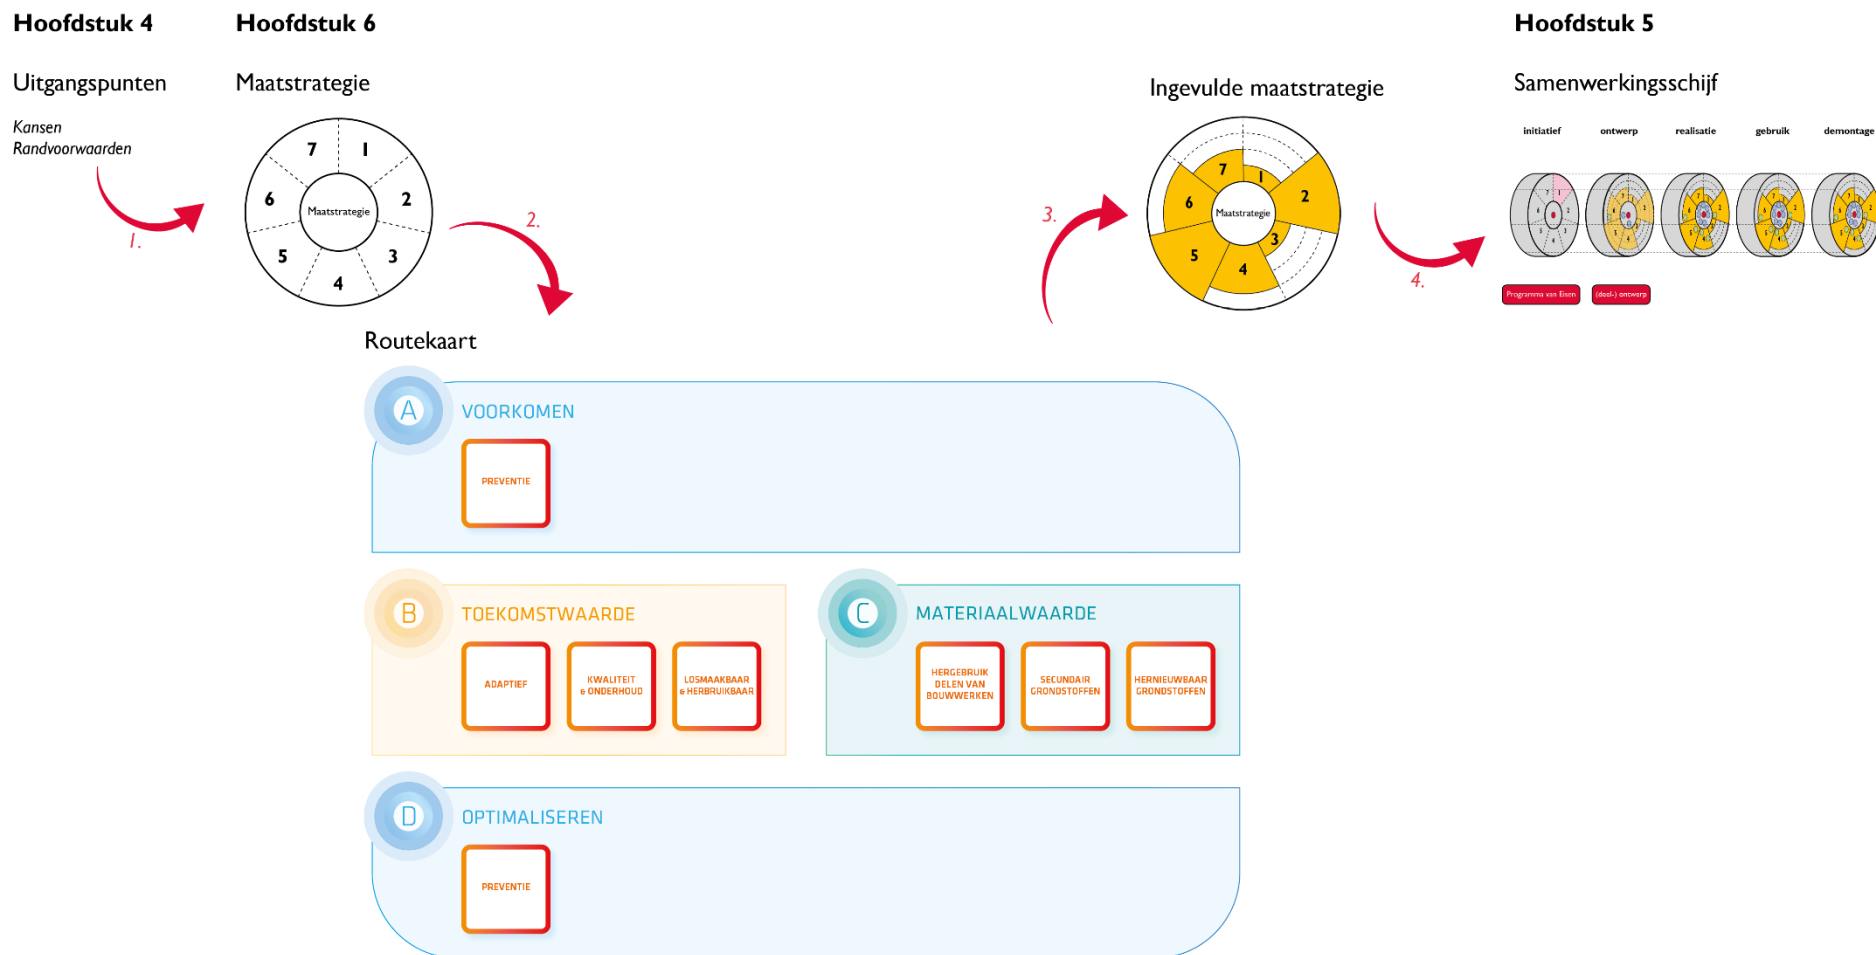 Hoofdstuk 4
Uitgangspunten
Kansen
Randvoorwaarden
1.
Hoofdstuk 6
Maatstrategie
7 1
6 2
Maatstrategie
5 3
4
2.
Routekaart
A VOORKOMEN
PREVENTIE
B TOEKOMSTWAARDE
ADAPTIEF
KWALITEIT
& ONDERHOUD
LOSMAAKBAAR
& HERBRUIKBAAR
C MATERIAALWAARDE
HERGEBRUIK
DELEN VAN
BOUWWERKEN
SECUNDAIR
GRONDSTOFFEN
HERNIEUWBAAR
GRONDSTOFFEN
D OPTIMALISEREN
PREVENTIE
3.
Ingevulde maatstrategie
7 1
6 2
Maatstrategie
5 3
4
4.
Hoofdstuk 5
Samenwerkingsschijf
initiatief ontwerp realisatie gebruik demontage
Programma van Eisen
(deel-) ontwerp